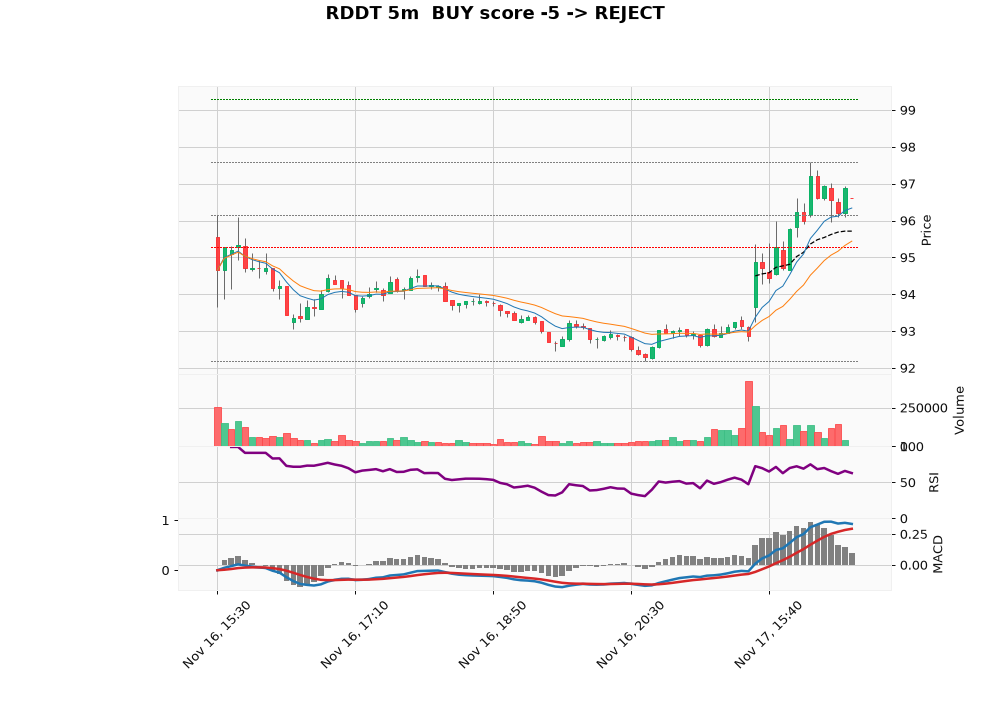 RDDT 5m  BUY score -5 -> REJECT
99
98
97
96
95
94
93
92
Price
250000
0
Volume
100
50
0
RSI
1
0
0.25
0.00
MACD
Nov 16, 15:30
Nov 16, 17:10
Nov 16, 18:50
Nov 16, 20:30
Nov 17, 15:40